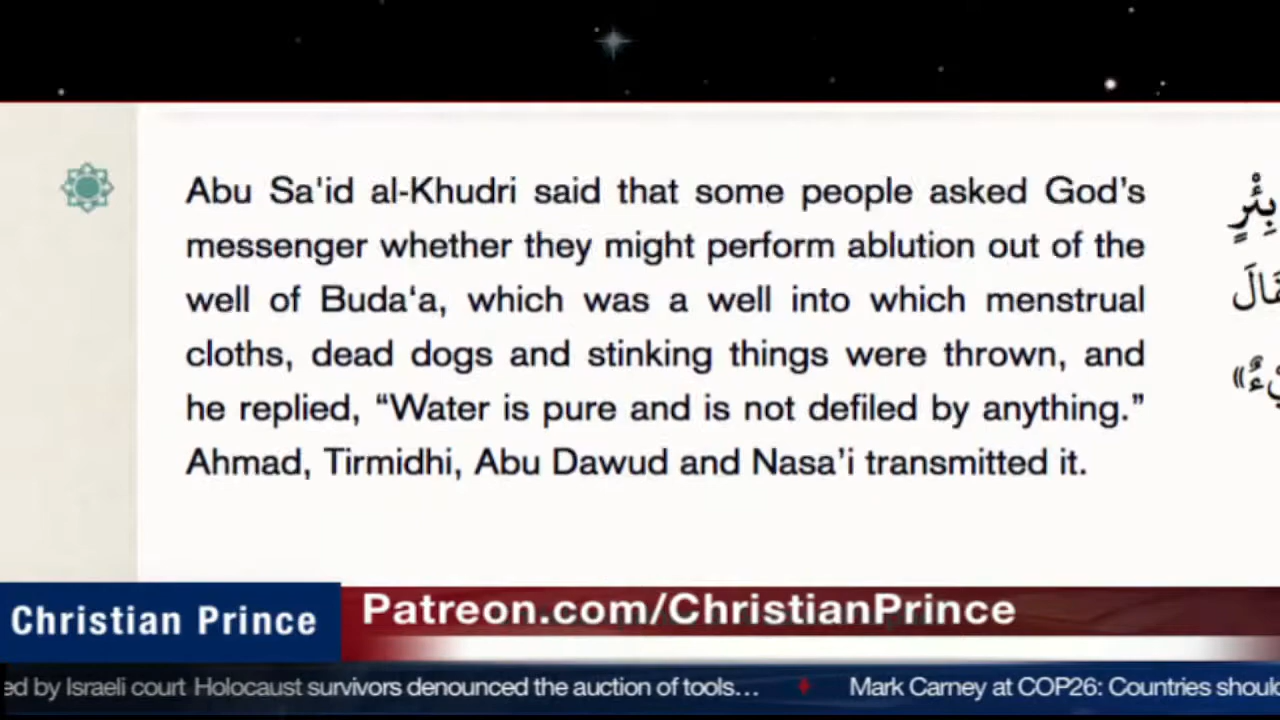 Abu Sa'id al-Khudri said that some people asked God's
messenger whether they might perform ablution out of the
well of Buda‘a, which was a well into which menstrual
cloths, dead dogs and stinking things were thrown, and
he replied, “Water is pure and is not defiled by anything.”
Ahmad, Tirmidhi, Abu Dawud and Nasa’i transmitted it.
بِئْرِ
Christian Prince
Patreon.com/ChristianPrince
ed by Israeli court Holocaust survivors denounced the auction of tools... Mark Carney at COP26: Countries should